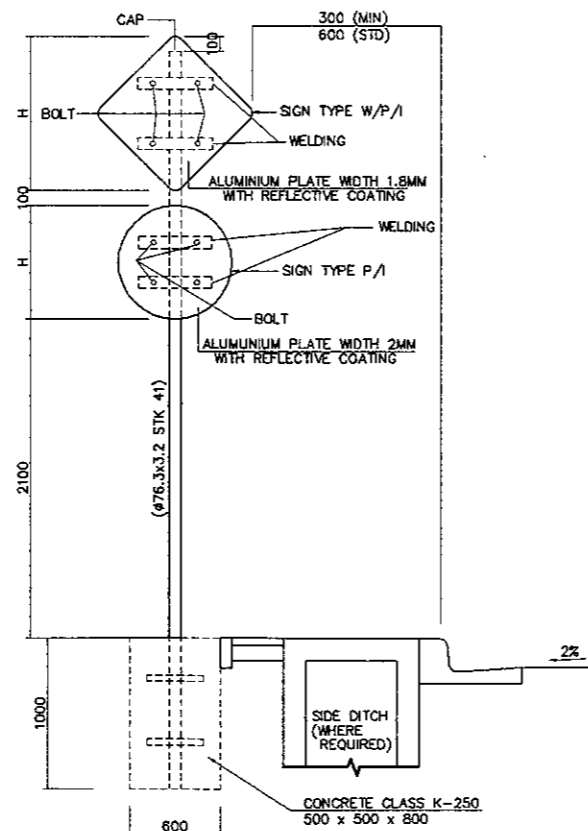 CAP
100
300 (MIN)
600 (STD)
H
BOLT
SIGN TYPE W/P/I
WELDING
ALUMINIUM PLATE WIDTH 1.8MM
WITH REFLECTIVE COATING
100
H
WELDING
SIGN TYPE P/I
BOLT
ALUMUNIUM PLATE WIDTH 2MM
WITH REFLECTIVE COATING
2100
(ø76.3x3.2 STK 41)
2%
1000
SIDE DITCH
(WHERE
REQUIRED)
CONCRETE CLASS K-250
500 x 500 x 800
600